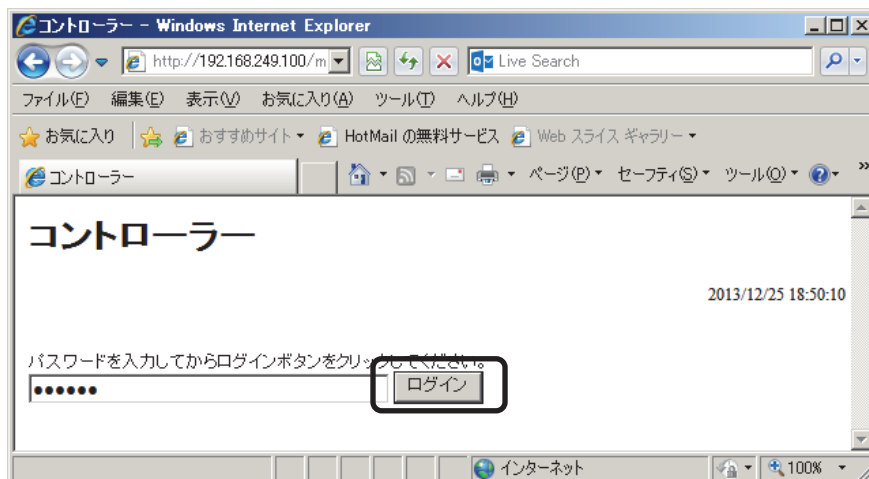 コントローラー - Windows Internet Explorer
http://192.168.249.100/m Live Search
ファイル(F) 編集(E) 表示(V) お気に入り(A) ツール(T) ヘルプ(H)
お気に入り おすすめサイト HotMail の無料サービス Web スライス ギャラリー
コントローラー ページ(P) セーフティ(S) ツール(O) »
コントローラー
2013/12/25 18:50:10
パスワードを入力してからログインボタンをクリックしてください。
●●●●●● ログイン
インターネット 100%